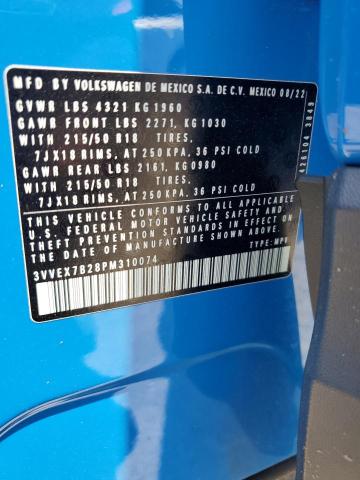 MFD BY VOLKSWAGEN DE MEXICO S.A. DE C.V. MEXICO 08/22
GVWR LBS 4321 KG 1960
GAWR FRONT LBS 2271, KG 1030
WITH 215/50 R18 TIRES,
7JX18 RIMS, AT 250KPA, 36 PSI COLD
GAWR REAR LBS 2161, KG0980
WITH 215/50 R18 TIRES,
7JX18 RIMS, AT 250KPA, 36 PSI COLD
THIS VEHICLE CONFORMS TO ALL APPLICABLE
U.S. FEDERAL MOTOR VEHICLE SAFETY AND
THEFT PREVENTION STANDARDS IN EFFECT ON
THE DATE OF MANUFACTURE SHOWN ABOVE.
3VVEX7B28PM310074 TYPE: MPV
426104 3849